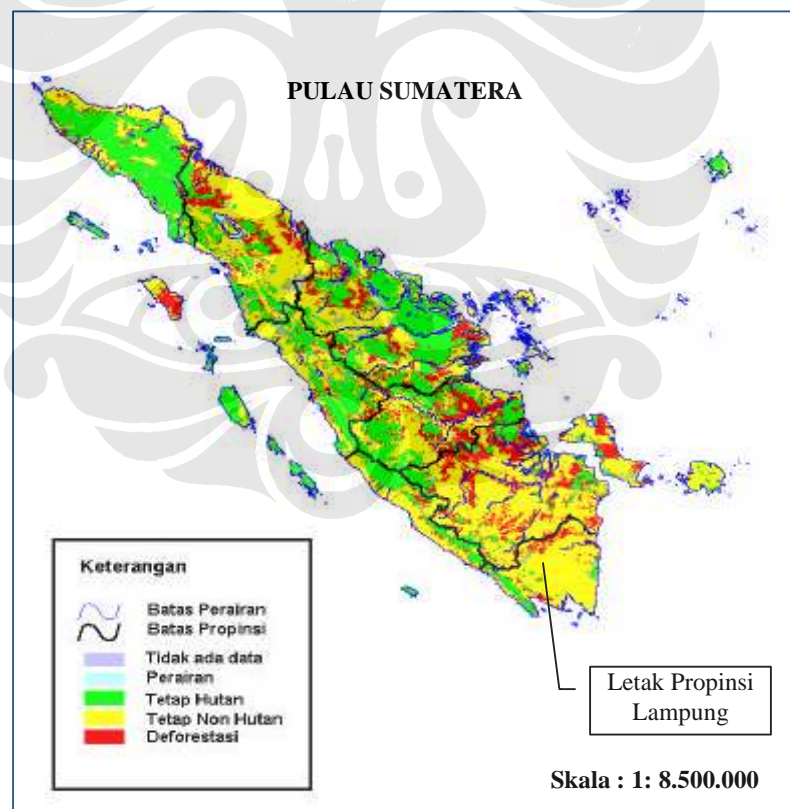 PULAU SUMATERA
Keterangan
Batas Perairan
Batas Propinsi
Tidak ada data
Perairan
Tetap Hutan
Tetap Non Hutan
Deforestasi
Letak Propinsi
Lampung
Skala : 1: 8.500.000